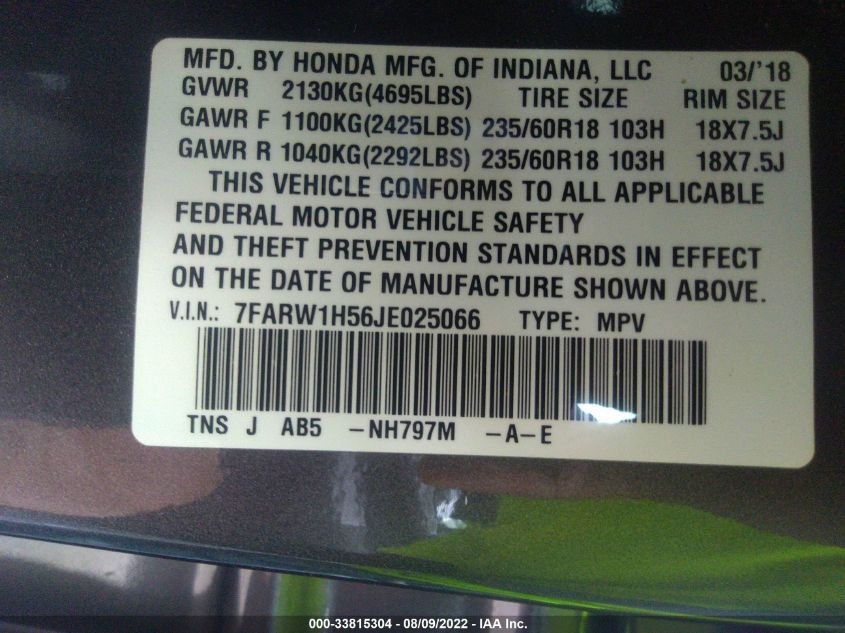 MFD. BY HONDA MFG. OF INDIANA, LLC 03/'18
GVWR 2130KG(4695LBS) TIRE SIZE RIM SIZE
GAWR F 1100KG(2425LBS) 235/60R18 103H 18X7.5J
GAWR R 1040KG(2292LBS) 235/60R18 103H 18X7.5J
THIS VEHICLE CONFORMS TO ALL APPLICABLE
FEDERAL MOTOR VEHICLE SAFETY
AND THEFT PREVENTION STANDARDS IN EFFECT
ON THE DATE OF MANUFACTURE SHOWN ABOVE.
V.I.N.: 7FARW1H56JE025066 TYPE: MPV
TNS J AB5 -NH797M -A-E
000-33815304 - 08/09/2022 - IAA Inc.